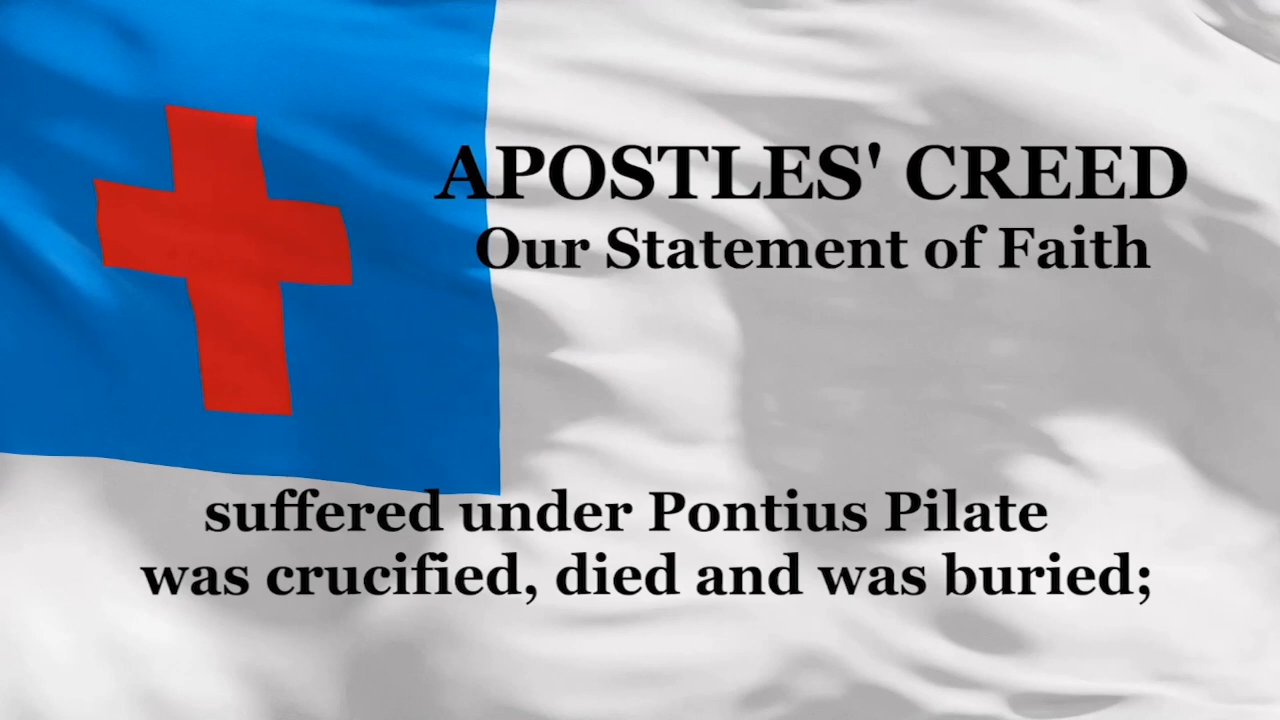 APOSTLES' CREED
Our Statement of Faith
suffered under Pontius Pilate
was crucified, died and was buried;